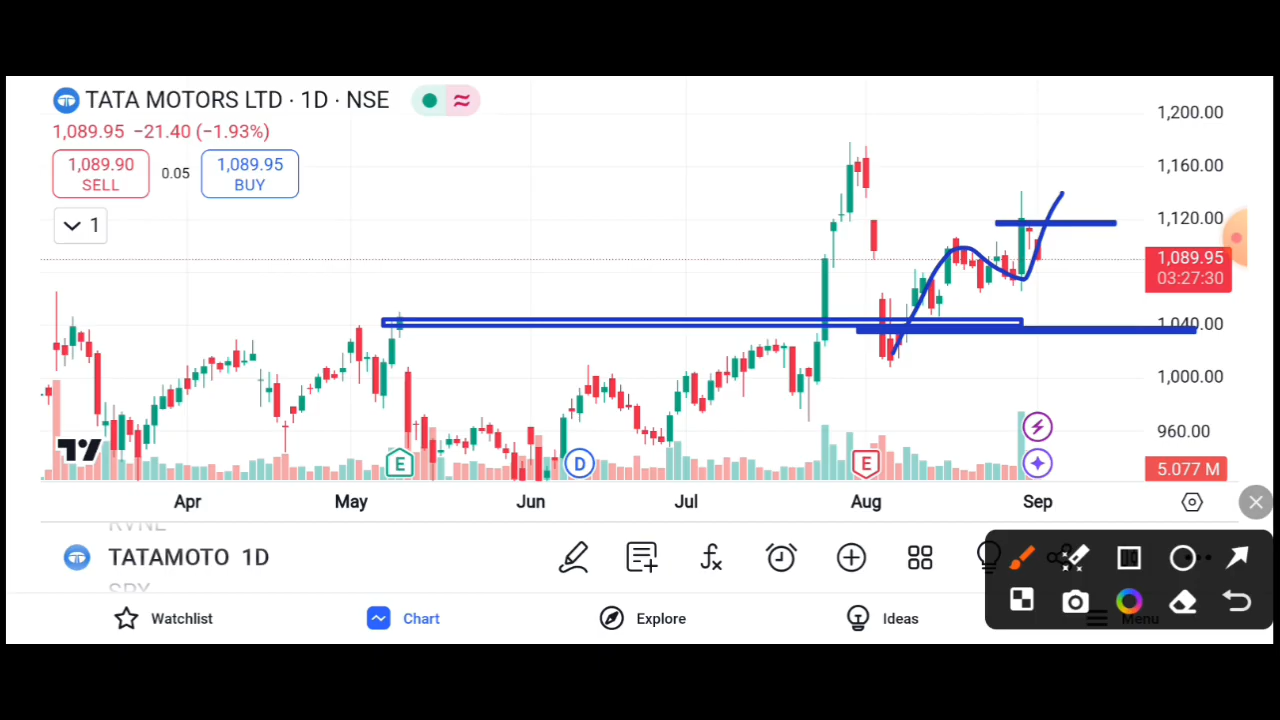 TATA MOTORS LTD · 1D · NSE
1,089.95 −21.40 (−1.93%)
1,089.90
SELL
0.05
1,089.95
BUY
1
1,200.00
1,160.00
1,120.00
1,089.95
03:27:30
1,040.00
1,000.00
960.00
5.077 M
E
D
E
Apr May Jun Jul Aug Sep
RVNL
TATAMOTO 1D
SPX
Watchlist
Chart
Explore
Ideas
Menu